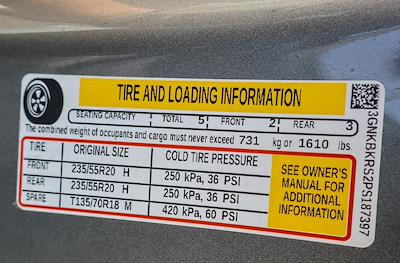 TIRE AND LOADING INFORMATION
SEATING CAPACITY TOTAL 5 FRONT 2 REAR 3
The combined weight of occupants and cargo must never exceed 731 kg or 1610 lbs.
TIRE ORIGINAL SIZE COLD TIRE PRESSURE
FRONT 235/55R20 H 250 kPa, 36 PSI
REAR 235/55R20 H 250 kPa, 36 PSI
SPARE T135/70R18 M 420 kPa, 60 PSI
SEE OWNER'S
MANUAL FOR
ADDITIONAL
INFORMATION
3GNKBKRS2PS187397